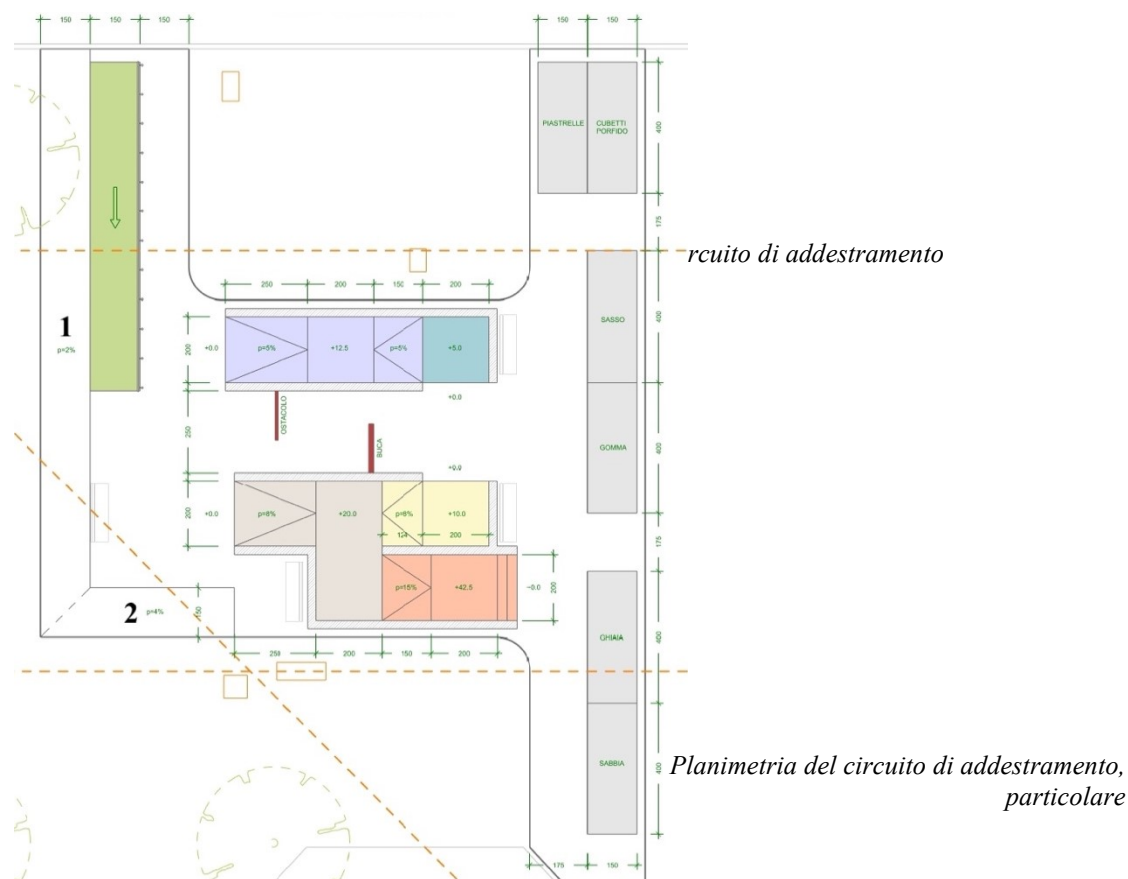 150 150 150 150 150
PIASTRELLE CUBETTI PORFIDO 400
175
rcuito di addestramento
250 200 150 200
SASSO 400
1
p=2%
200 +0.0 p=5% +12.5 p=5% +5.0
+0.0
OSTACOLO
250
BUCA
GOMMA 400
+0.0
200 +0.0 p=8% +20.0 p=8% +10.0
124 200
175
p=15% +42.5 -0.0 200
2 p=4% 150
GHIAIA 400
258 200 150 200
SABBIA 400
Planimetria del circuito di addestramento,
particolare
175 150